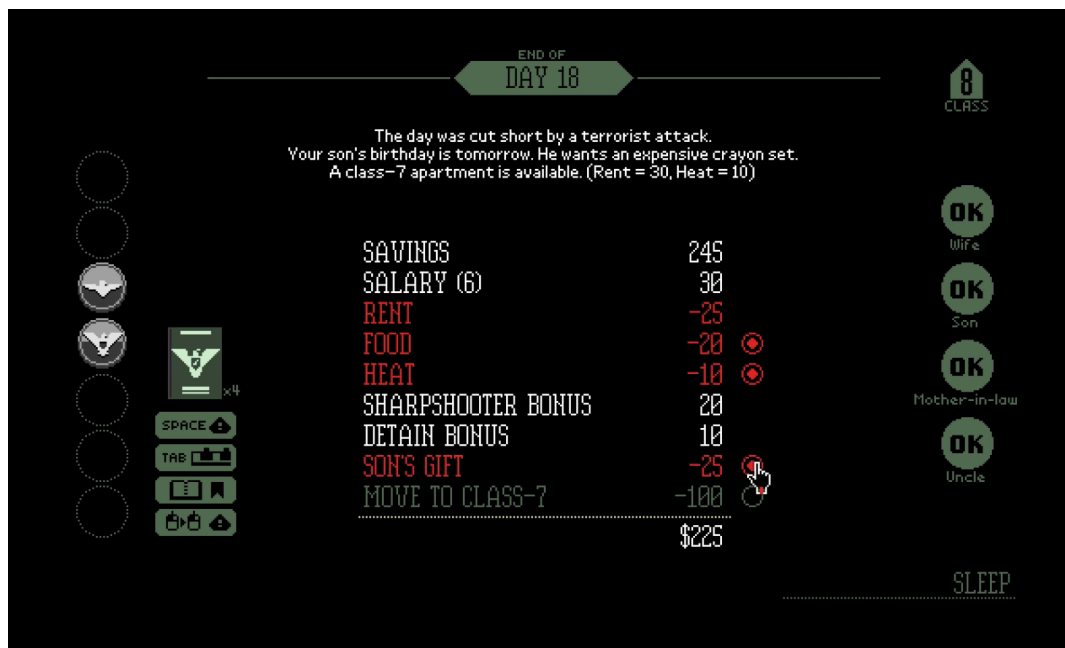 END OF
DAY 18
8
CLASS
The day was cut short by a terrorist attack.
Your son's birthday is tomorrow. He wants an expensive crayon set.
A class-7 apartment is available. (Rent = 30, Heat = 10)
SAVINGS 245
SALARY (6) 30
RENT -25
FOOD -20
HEAT -10
SHARPSHOOTER BONUS 20
DETAIN BONUS 10
SON'S GIFT -25
MOVE TO CLASS-7 -100
$225
x4
SPACE
TAB
OK
Wife
OK
Son
OK
Mother-in-law
OK
Uncle
SLEEP